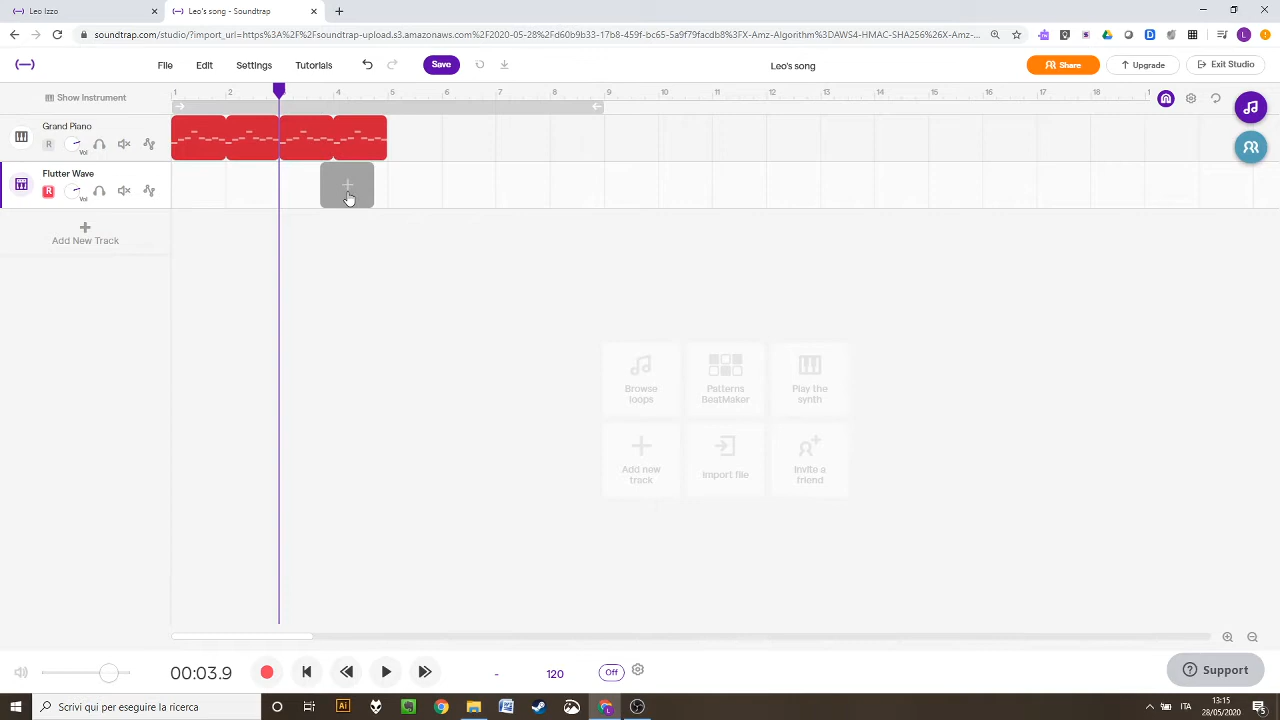 Leo Izzo
Leo's song - Soundtrap
soundtrap.com/studio/?import_url=https%3A%2F%2Fsoundtrap-upload.s3.amazonaws.com%2F2020-05-28%2Fd60b9b33-17b8-459f-bc65-5a9f79facdb8%3FX-Amz-Algorithm%3DAWS4-HMAC-SHA256%26X-Amz-...
File
Edit
Settings
Tutorials
Save
Leo's song
Share
Upgrade
Exit Studio
Show Instrument
1 2 3 4 5 6 7 8 9 10 11 12 13 14 15 16 17 18 1
Grand Piano
R
Vol
Flutter Wave
R
Vol
Add New Track
Browse
loops
Patterns
BeatMaker
Play the
synth
Add new
track
Import file
Invite a
friend
00:03.9
-
120
Off
Support
Scrivi qui per eseguire la ricerca
ITA
13:15
28/05/2020